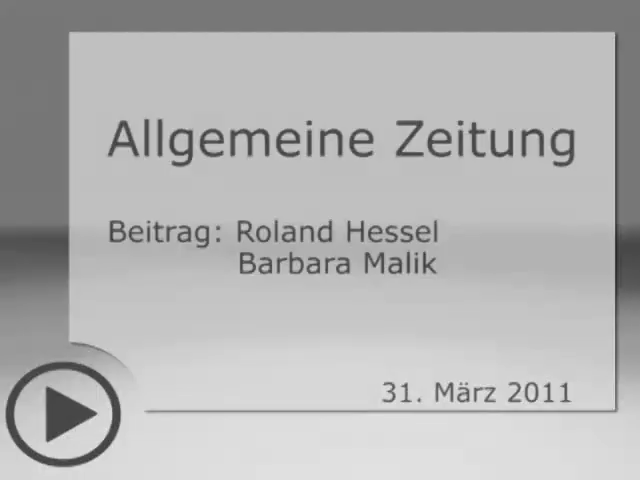 Allgemeine Zeitung
Beitrag: Roland Hessel
Barbara Malik
31. März 2011